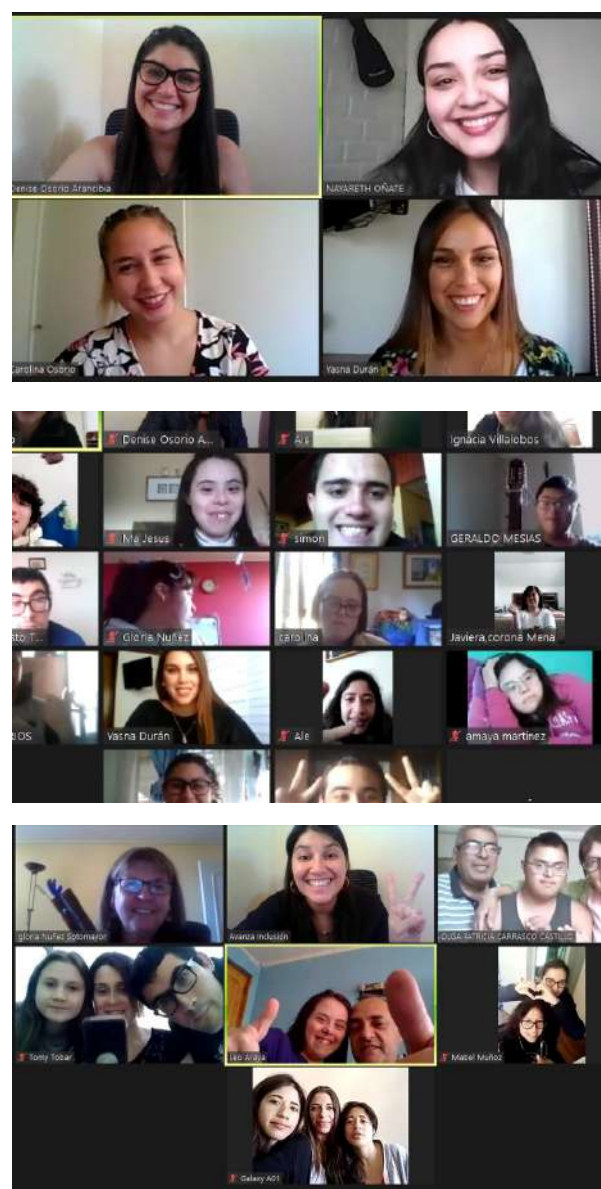 Denise Osorio Arancibia
NAYARETH OÑATE
Carolina Osorio
Yasna Durán
Denise Osorio A...
Ale
Ignacia Villalobos
Ma Jesus
simon
GERALDO MESIAS
Gloria Nuñez
carolina
Javiera,corona Mena
Yasna Durán
Ale
amaya martinez
gloria Nuñez Sotomayor
Avanza Inclusión
OLGA PATRICIA CARRASCO CASTILLO
Tomy Tobar
Leo Araya
Mabel Muñoz
Galaxy A01